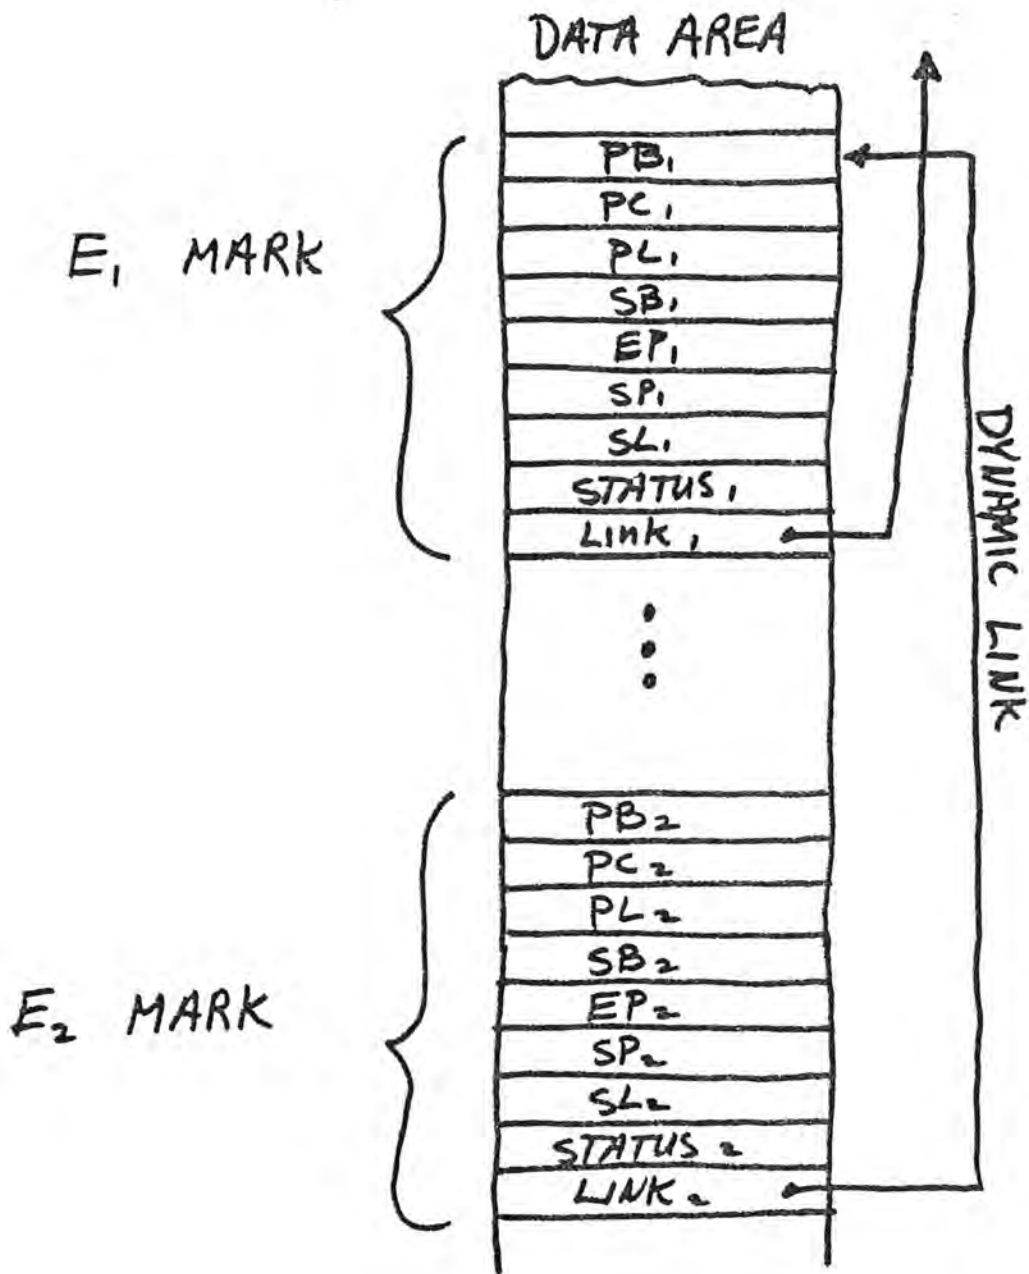 DATA AREA
PB₁
PC₁
PL₁
SB₁
EP₁
SP₁
SL₁
STATUS₁
Link₁
E₁ MARK
DYNAMIC LINK
PB₂
PC₂
PL₂
SB₂
EP₂
SP₂
SL₂
STATUS₂
LINK₂
E₂ MARK